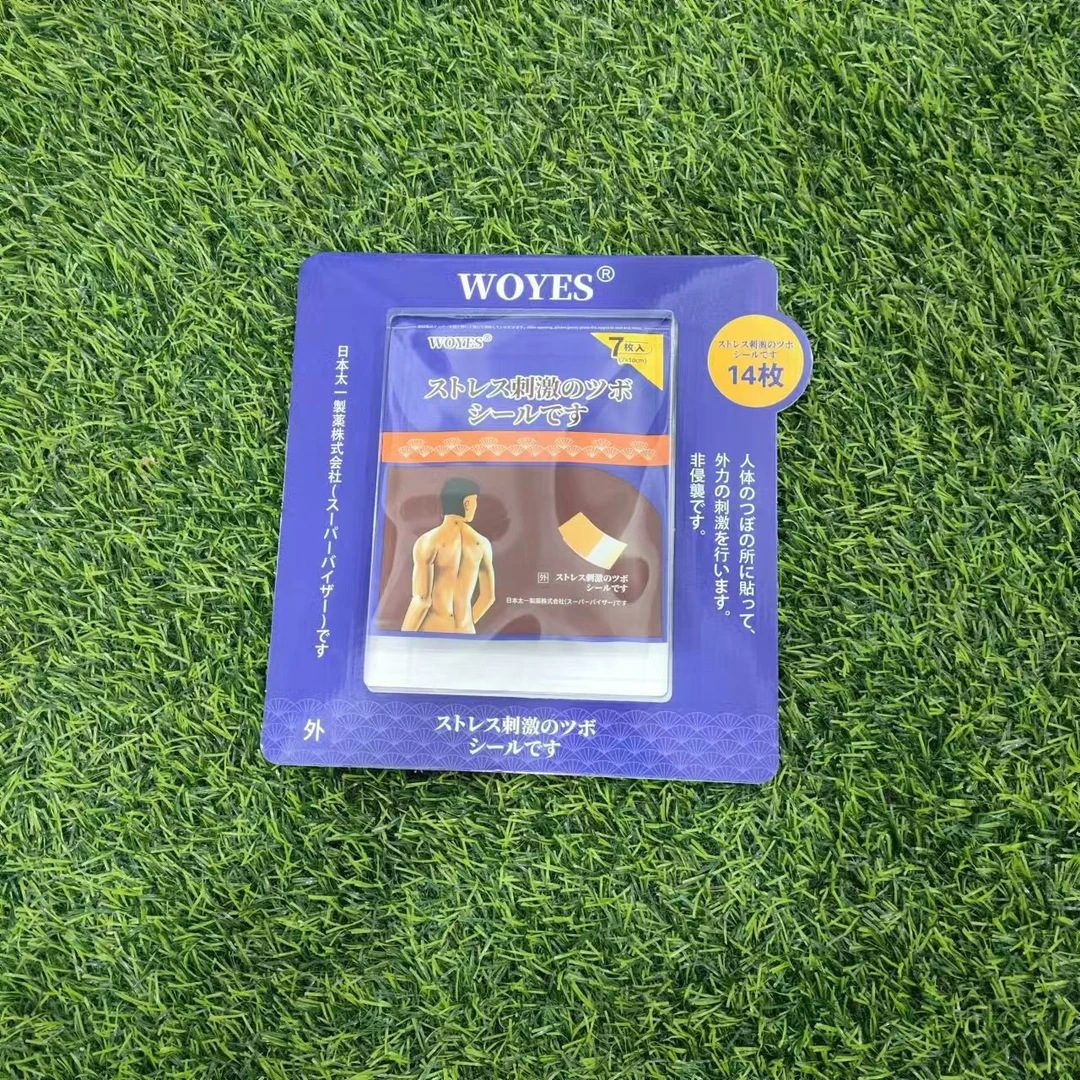 WOYES®
WOYES®
7枚入
(7x10cm)
ストレス刺激のツボ
シールです
ストレス刺激のツボ
シールです
14枚
日本太一製薬株式会社(スーパーバイザー)です
人体のつぼの所に貼って、
外力の刺激を行います。
非侵襲です。
外 ストレス刺激のツボ
シールです
日本太一製薬株式会社(スーパーバイザー)です
外
ストレス刺激のツボ
シールです